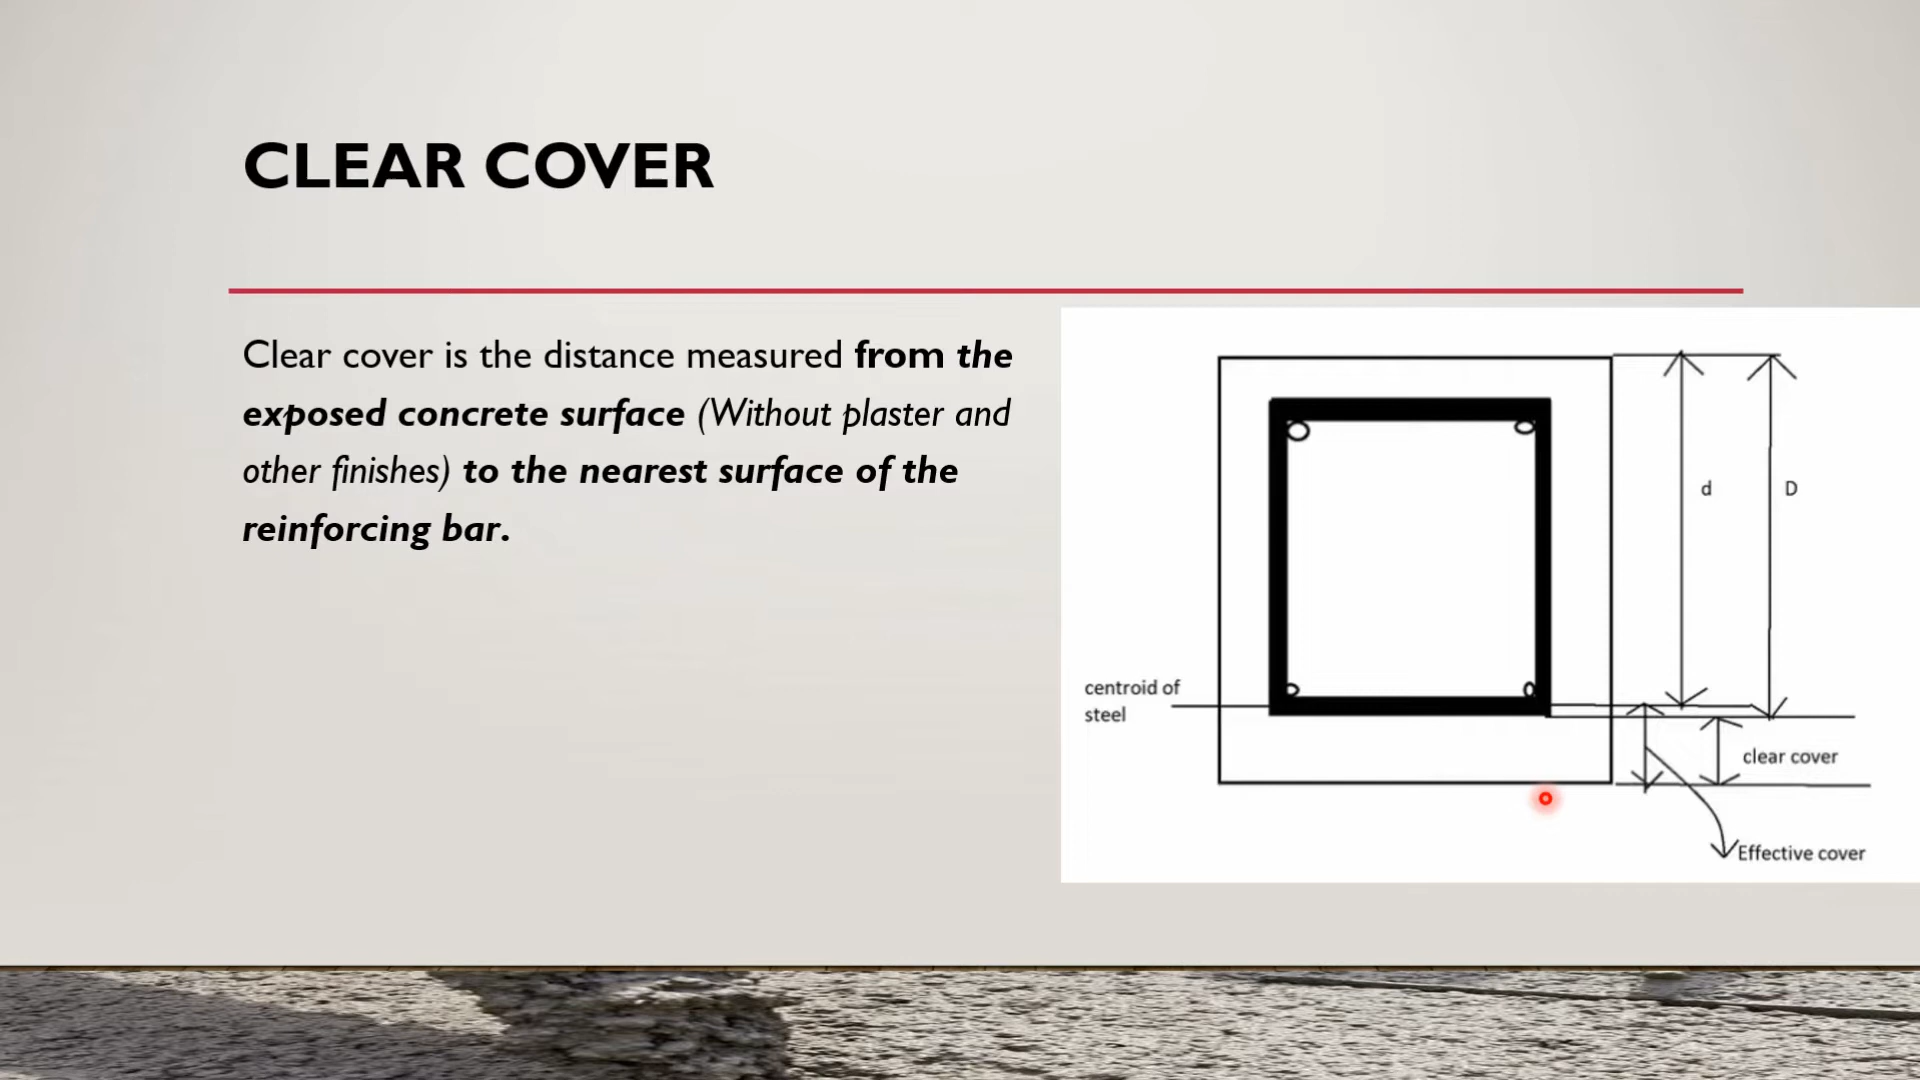 CLEAR COVER
Clear cover is the distance measured from the
exposed concrete surface (Without plaster and
other finishes) to the nearest surface of the
reinforcing bar.
d
D
centroid of
steel
clear cover
Effective cover